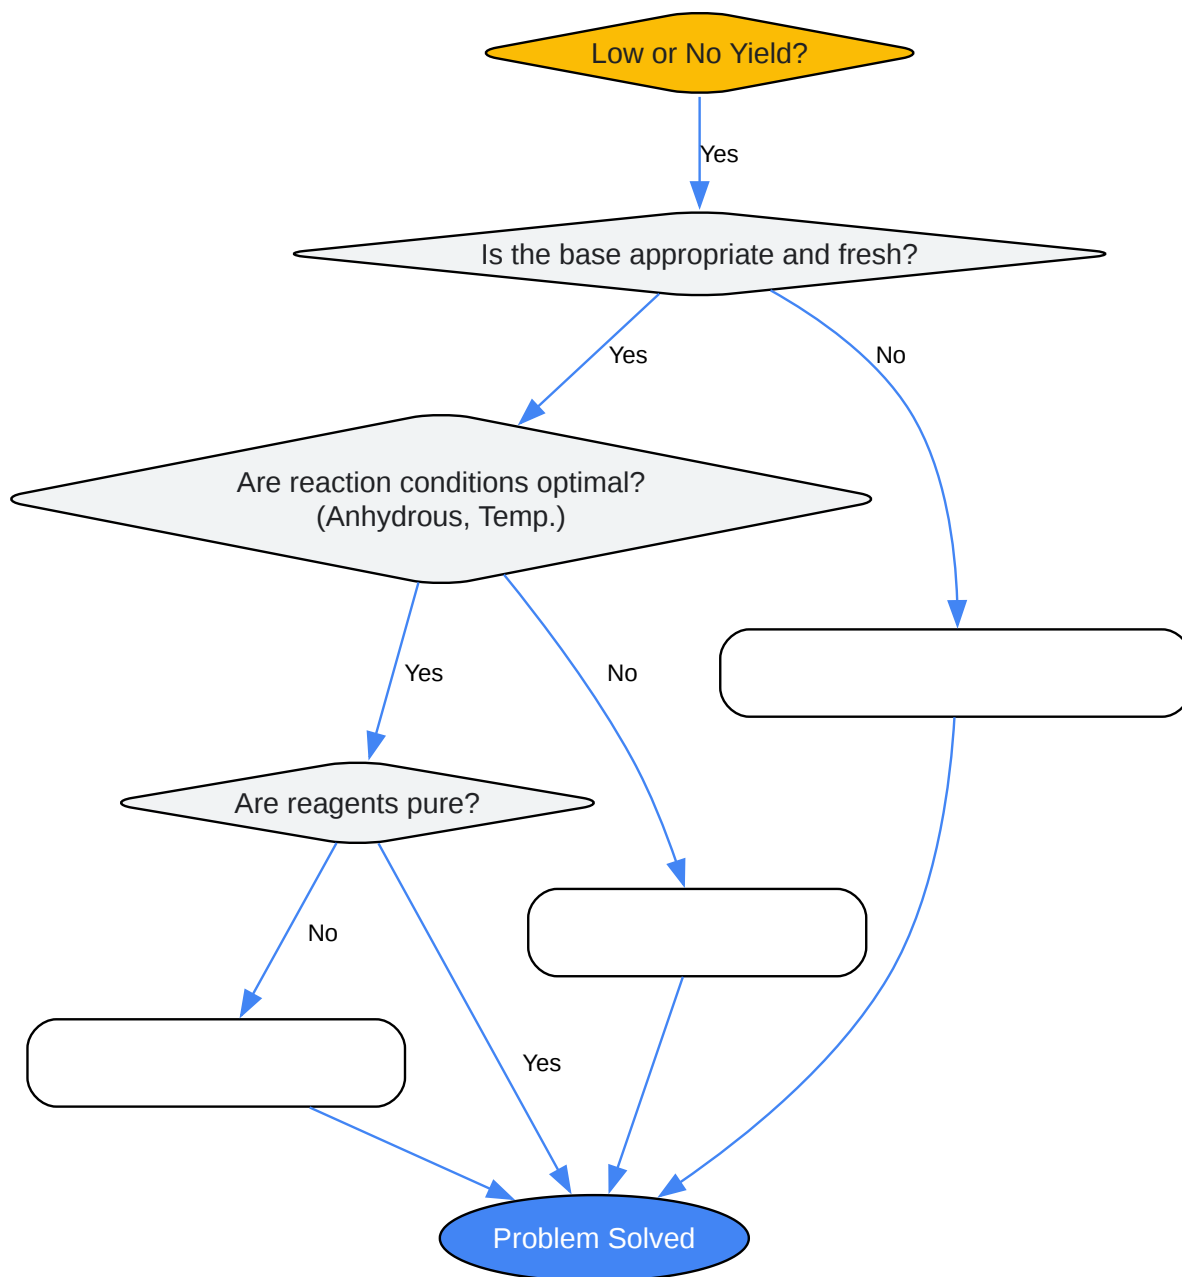 Low or No Yield?
Yes
Is the base appropriate and fresh?
Yes
No
Are reaction conditions optimal?
(Anhydrous, Temp.)
Yes
No
Are reagents pure?
No
Yes
Problem Solved